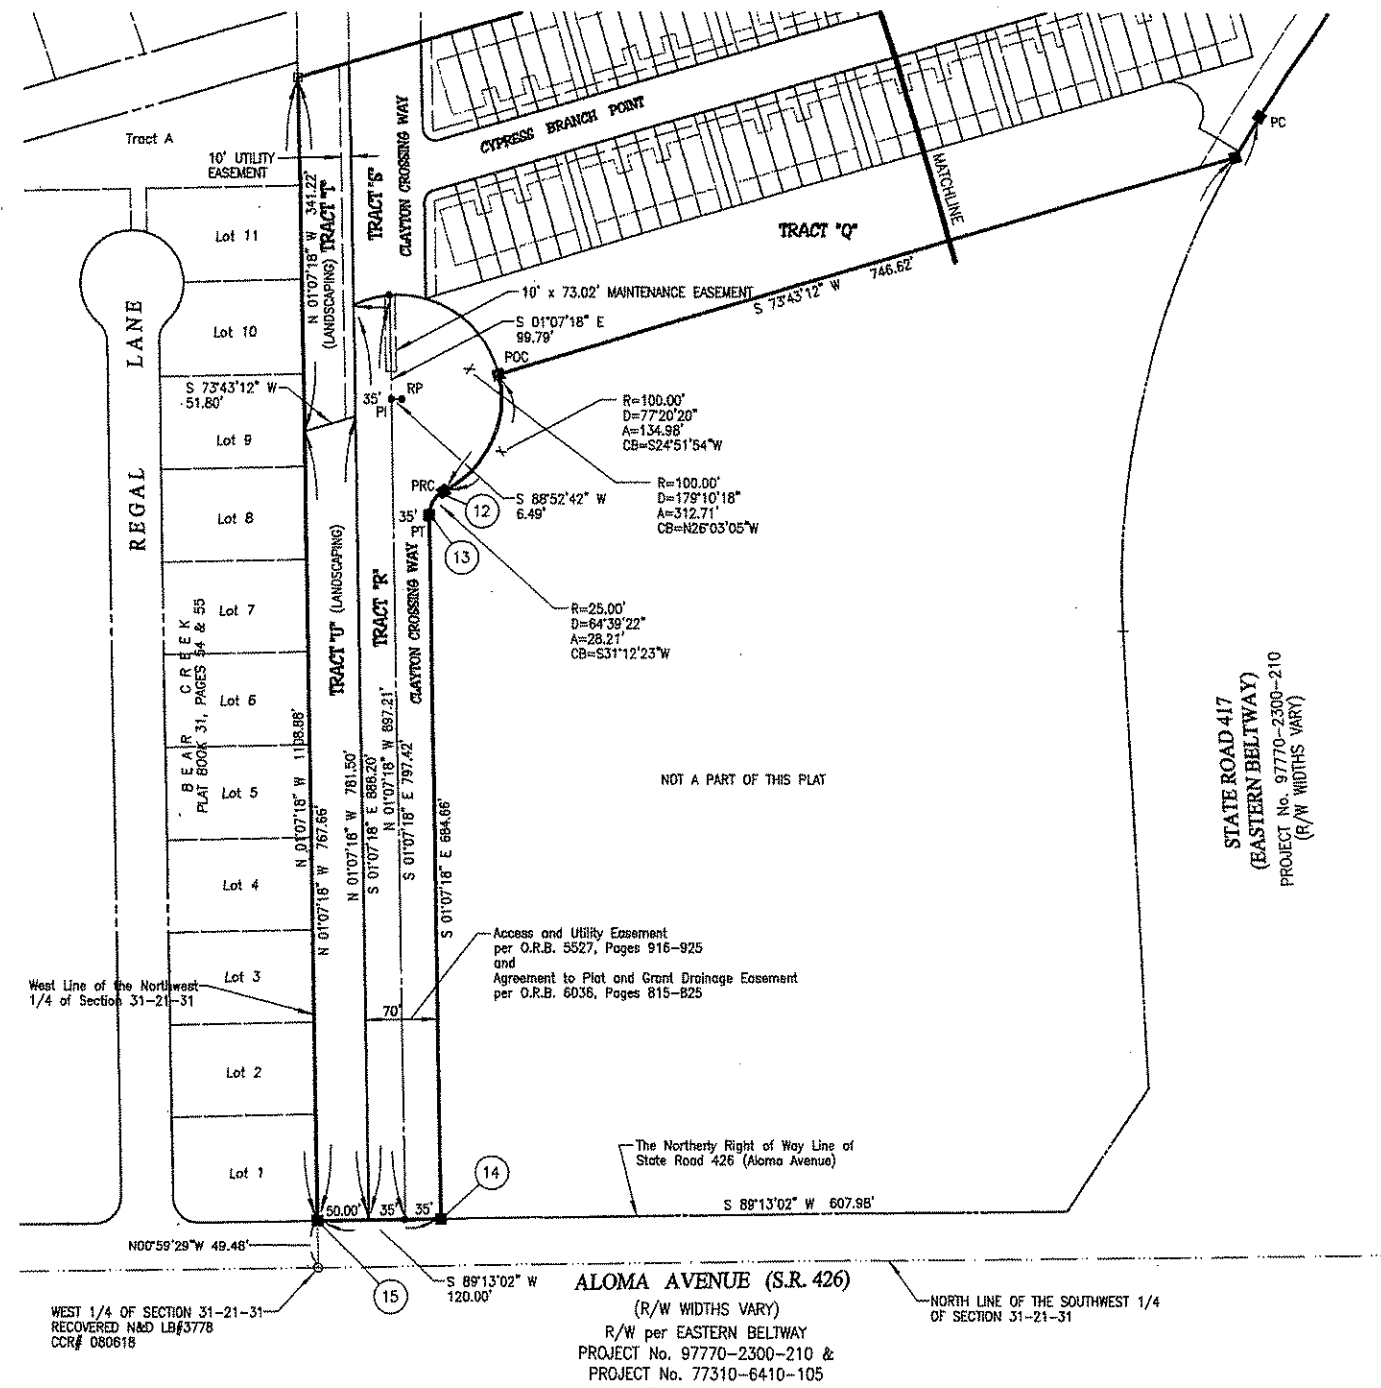 Tract A
10' UTILITY
EASEMENT
N 01°07'18" W 341.22'
TRACT "T"
(LANDSCAPING)
TRACT "S"
CLAYTON CROSSING WAY
CYPRESS BRANCH POINT
MATCHLINE
PC
TRACT "Q"
746.62'
S 73°43'12" W
10' x 73.02' MAINTENANCE EASEMENT
S 01°07'18" E
99.79'
POC
Lot 11
Lot 10
Lot 9
Lot 8
Lot 7
Lot 6
Lot 5
Lot 4
Lot 3
Lot 2
Lot 1
REGAL LANE
S 73°43'12" W
51.80'
35'
RP
PI
R=100.00'
D=77°20'20"
A=134.98'
CB=S24°51'54"W
R=100.00'
D=179°10'18"
A=312.71'
CB=N26°03'05"W
PRC
S 88°52'42" W
6.49'
12
35'
PT
13
R=25.00'
D=64°39'22"
A=28.21'
CB=S31°12'23"W
BEAR CREEK
PLAT BOOK 31, PAGES 54 & 55
TRACT "U" (LANDSCAPING)
TRACT "R"
CLAYTON CROSSING WAY
N 01°07'18" W 1108.88'
N 01°07'18" W 767.66'
N 01°07'18" W 781.50'
S 01°07'18" E 888.20'
N 01°07'18" W 897.21'
S 01°07'18" E 797.42'
S 01°07'18" E 684.66'
NOT A PART OF THIS PLAT
STATE ROAD 417
(EASTERN BELTWAY)
PROJECT No. 97770-2300-210
(R/W WIDTHS VARY)
Access and Utility Easement
per O.R.B. 5527, Pages 916-925
and
Agreement to Plat and Grant Drainage Easement
per O.R.B. 6036, Pages 815-825
West Line of the Northwest
1/4 of Section 31-21-31
70'
The Northerly Right of Way Line of
State Road 426 (Aloma Avenue)
14
50.00' 35' 35'
S 89°13'02" W 607.98'
N00°59'29"W 49.48'
15
S 89°13'02" W
120.00'
WEST 1/4 OF SECTION 31-21-31
RECOVERED N&D LB#3778
CCR# 080618
ALOMA AVENUE (S.R. 426)
(R/W WIDTHS VARY)
R/W per EASTERN BELTWAY
PROJECT No. 97770-2300-210 &
PROJECT No. 77310-6410-105
NORTH LINE OF THE SOUTHWEST 1/4
OF SECTION 31-21-31